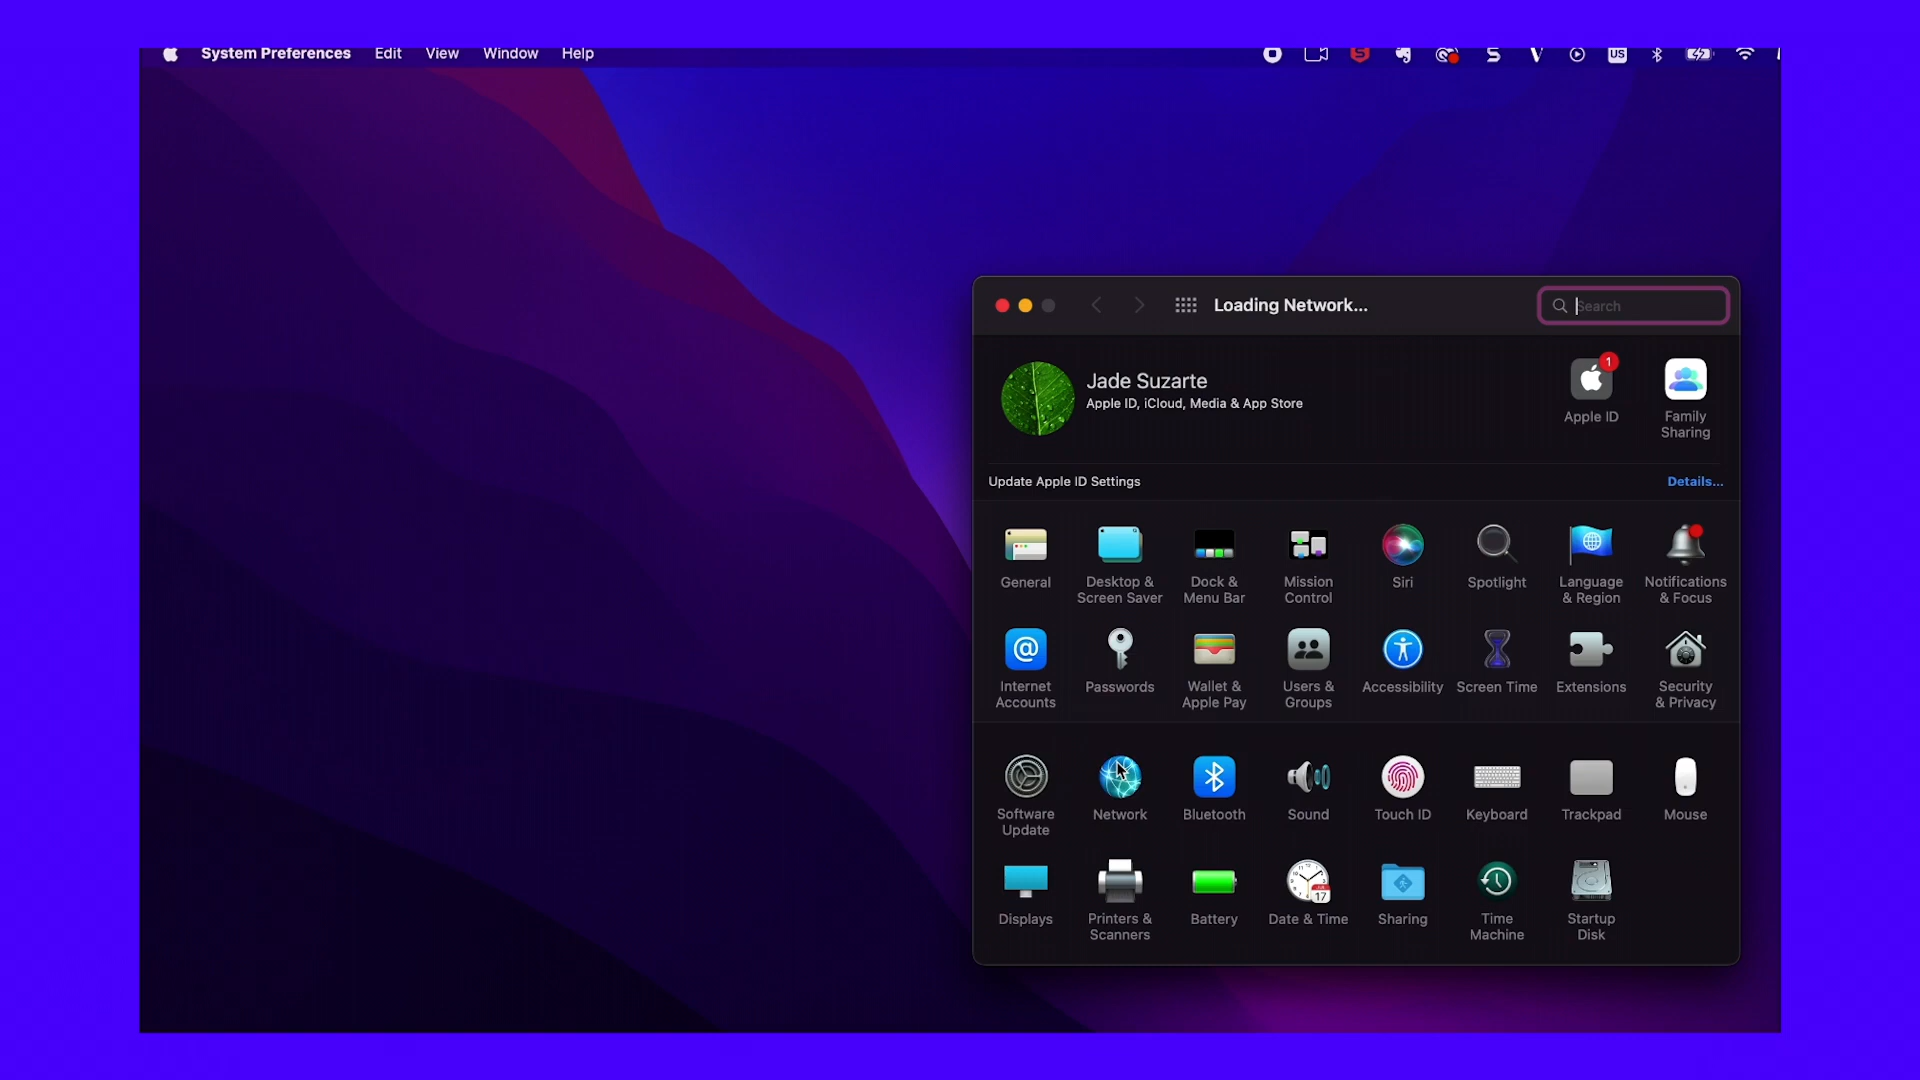 System Preferences Edit View Window Help
US
Loading Network...
Search
Jade Suzarte
Apple ID, iCloud, Media & App Store
1
Apple ID
Family
Sharing
Update Apple ID Settings
Details...
General
Desktop &
Screen Saver
Dock &
Menu Bar
Mission
Control
Siri
Spotlight
Language
& Region
Notifications
& Focus
Internet
Accounts
Passwords
Wallet &
Apple Pay
Users &
Groups
Accessibility
Screen Time
Extensions
Security
& Privacy
Software
Update
Network
Bluetooth
Sound
Touch ID
Keyboard
Trackpad
Mouse
Displays
Printers &
Scanners
Battery
17
Date & Time
Sharing
Time
Machine
Startup
Disk